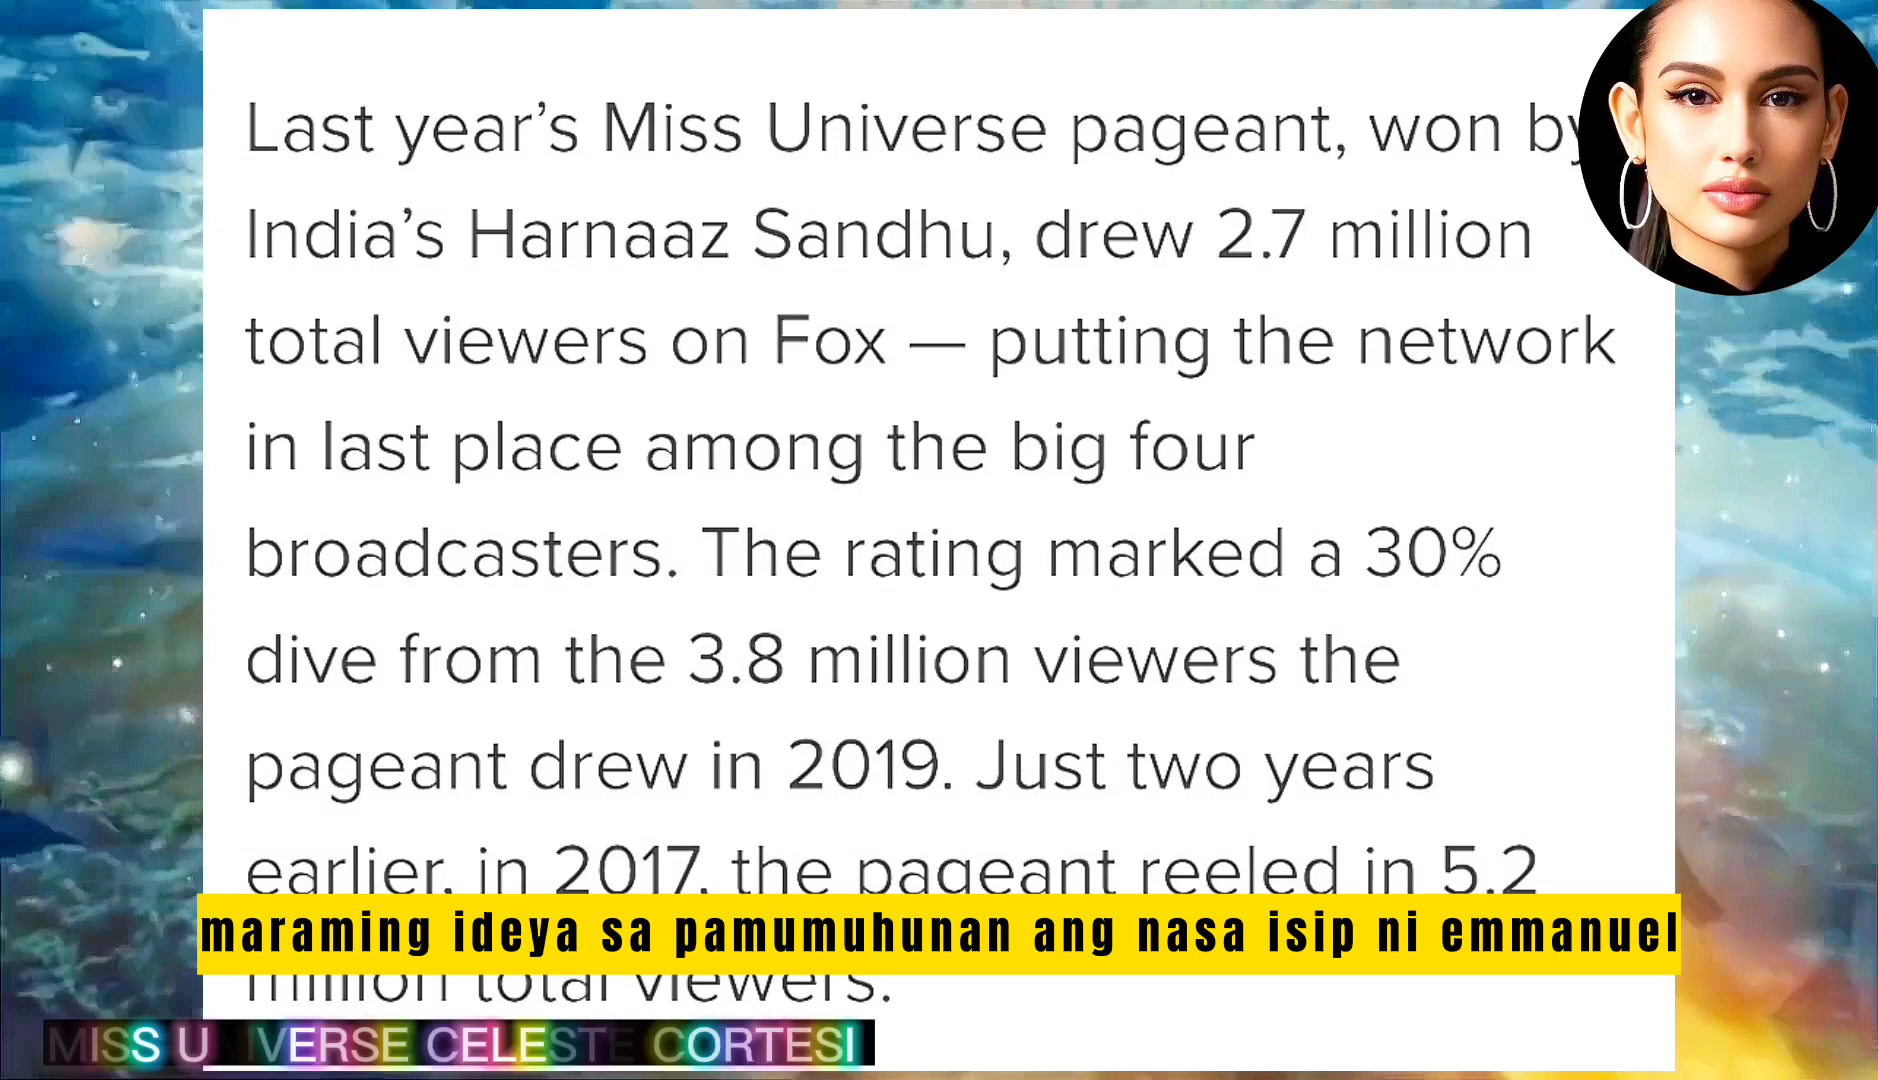 Last year’s Miss Universe pageant, won by
India’s Harnaaz Sandhu, drew 2.7 million
total viewers on Fox — putting the network
in last place among the big four
broadcasters. The rating marked a 30%
dive from the 3.8 million viewers the
pageant drew in 2019. Just two years
earlier, in 2017, the pageant reeled in 5.2
maraming ideya sa pamumuhunan ang nasa isip ni emmanuel
million total viewers.
MISS UNIVERSE CELESTE CORTESI